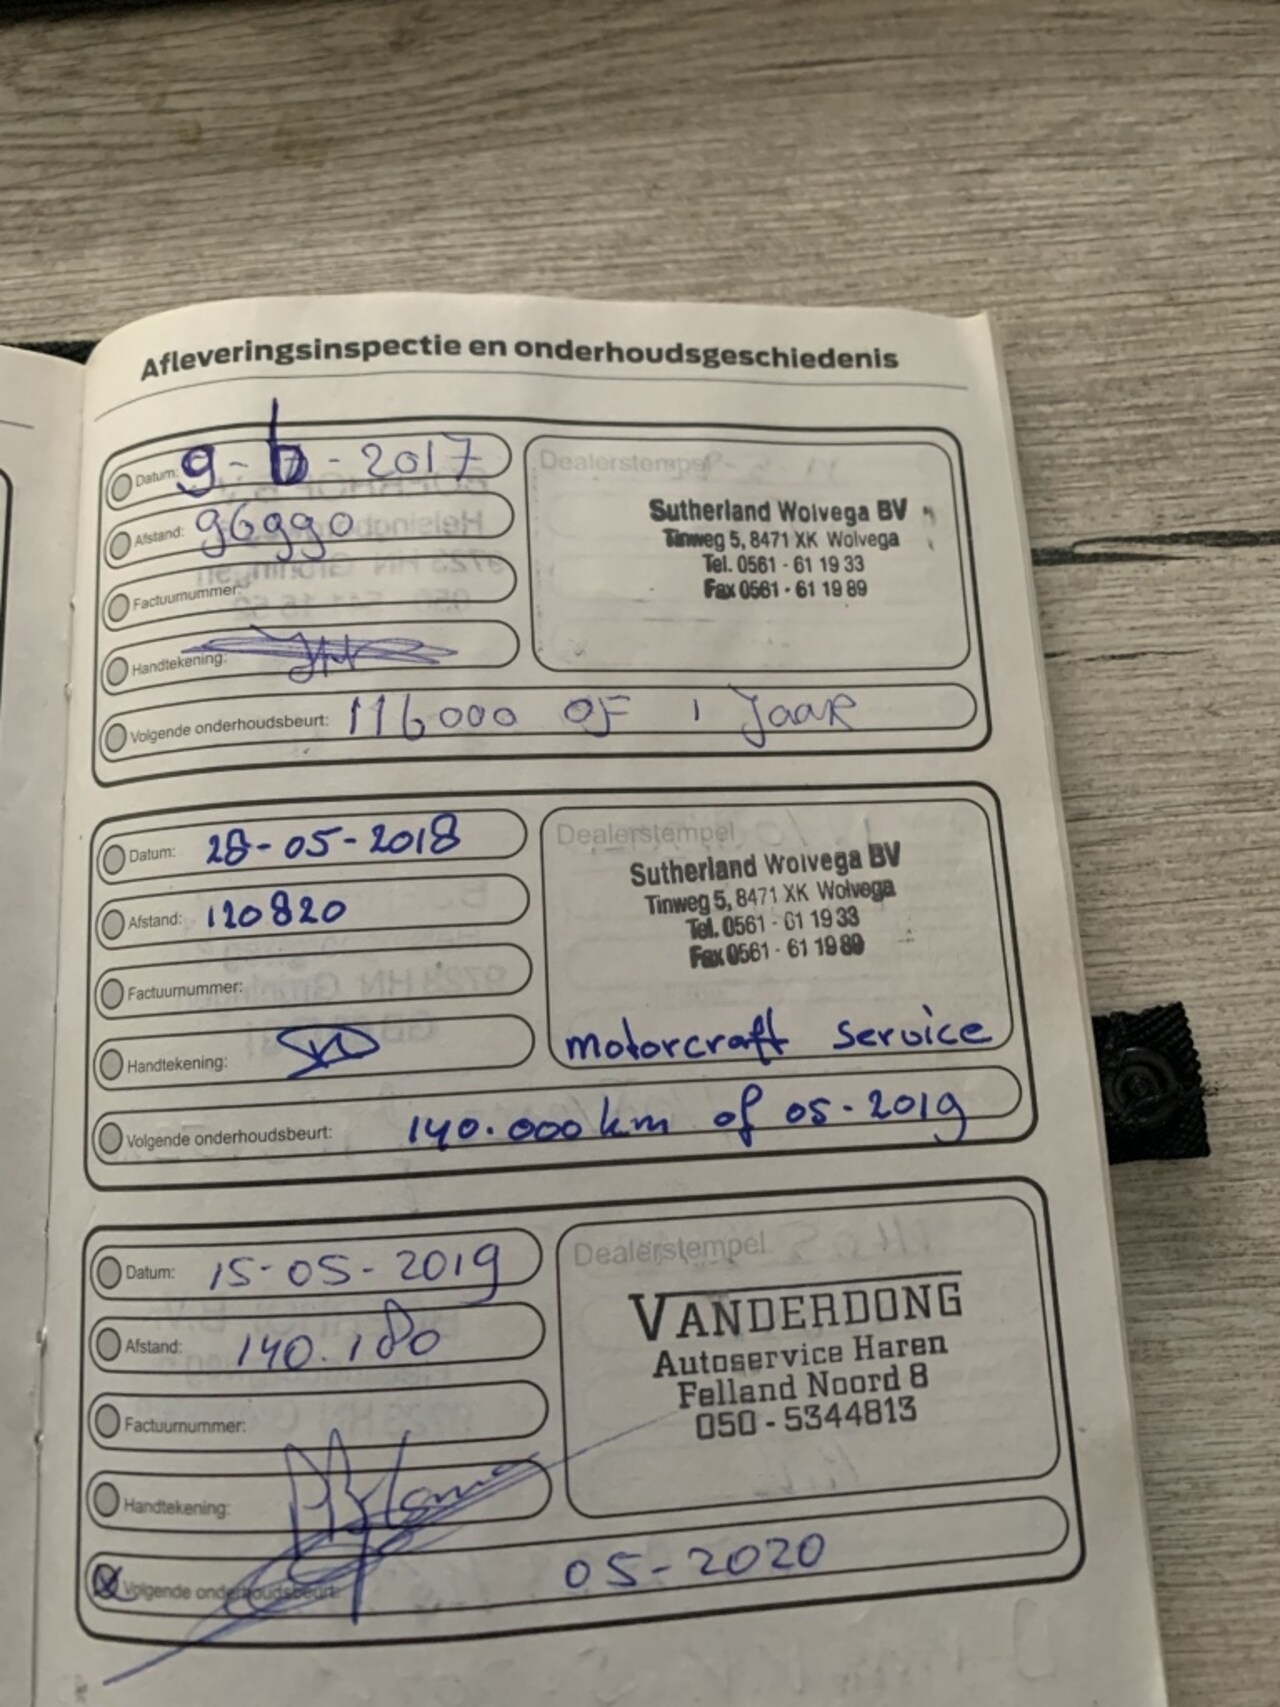 Afleveringsinspectie en onderhoudsgeschiedenis
Datum: 9-6-2017
Dealerstempel
Afstand: 96990
Sutherland Wolvega BV
Tinweg 5, 8471 XK Wolvega
Tel. 0561 - 61 19 33
Fax 0561 - 61 19 89
Factuurnummer:
Handtekening:
Volgende onderhoudsbeurt: 116000 OF 1 JAAR
Datum: 28-05-2018
Dealerstempel
Afstand: 120820
Sutherland Wolvega BV
Tinweg 5, 8471 XK Wolvega
Tel. 0561 - 61 19 33
Fax 0561 - 61 19 89
Factuurnummer:
Handtekening:
motorcraft service
Volgende onderhoudsbeurt: 140.000 km of 05-2019
Datum: 15-05-2019
Dealerstempel
Afstand: 140.180
VANDERDONG
Autoservice Haren
Felland Noord 8
050 - 5344813
Factuurnummer:
Handtekening:
Volgende onderhoudsbeurt: 05-2020